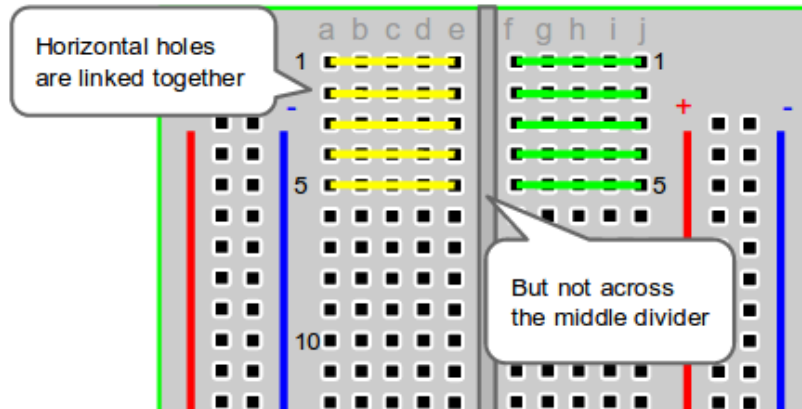 a b c d e f g h i j
Horizontal holes
are linked together
1 1
- + -
5 5
But not across
the middle divider
10